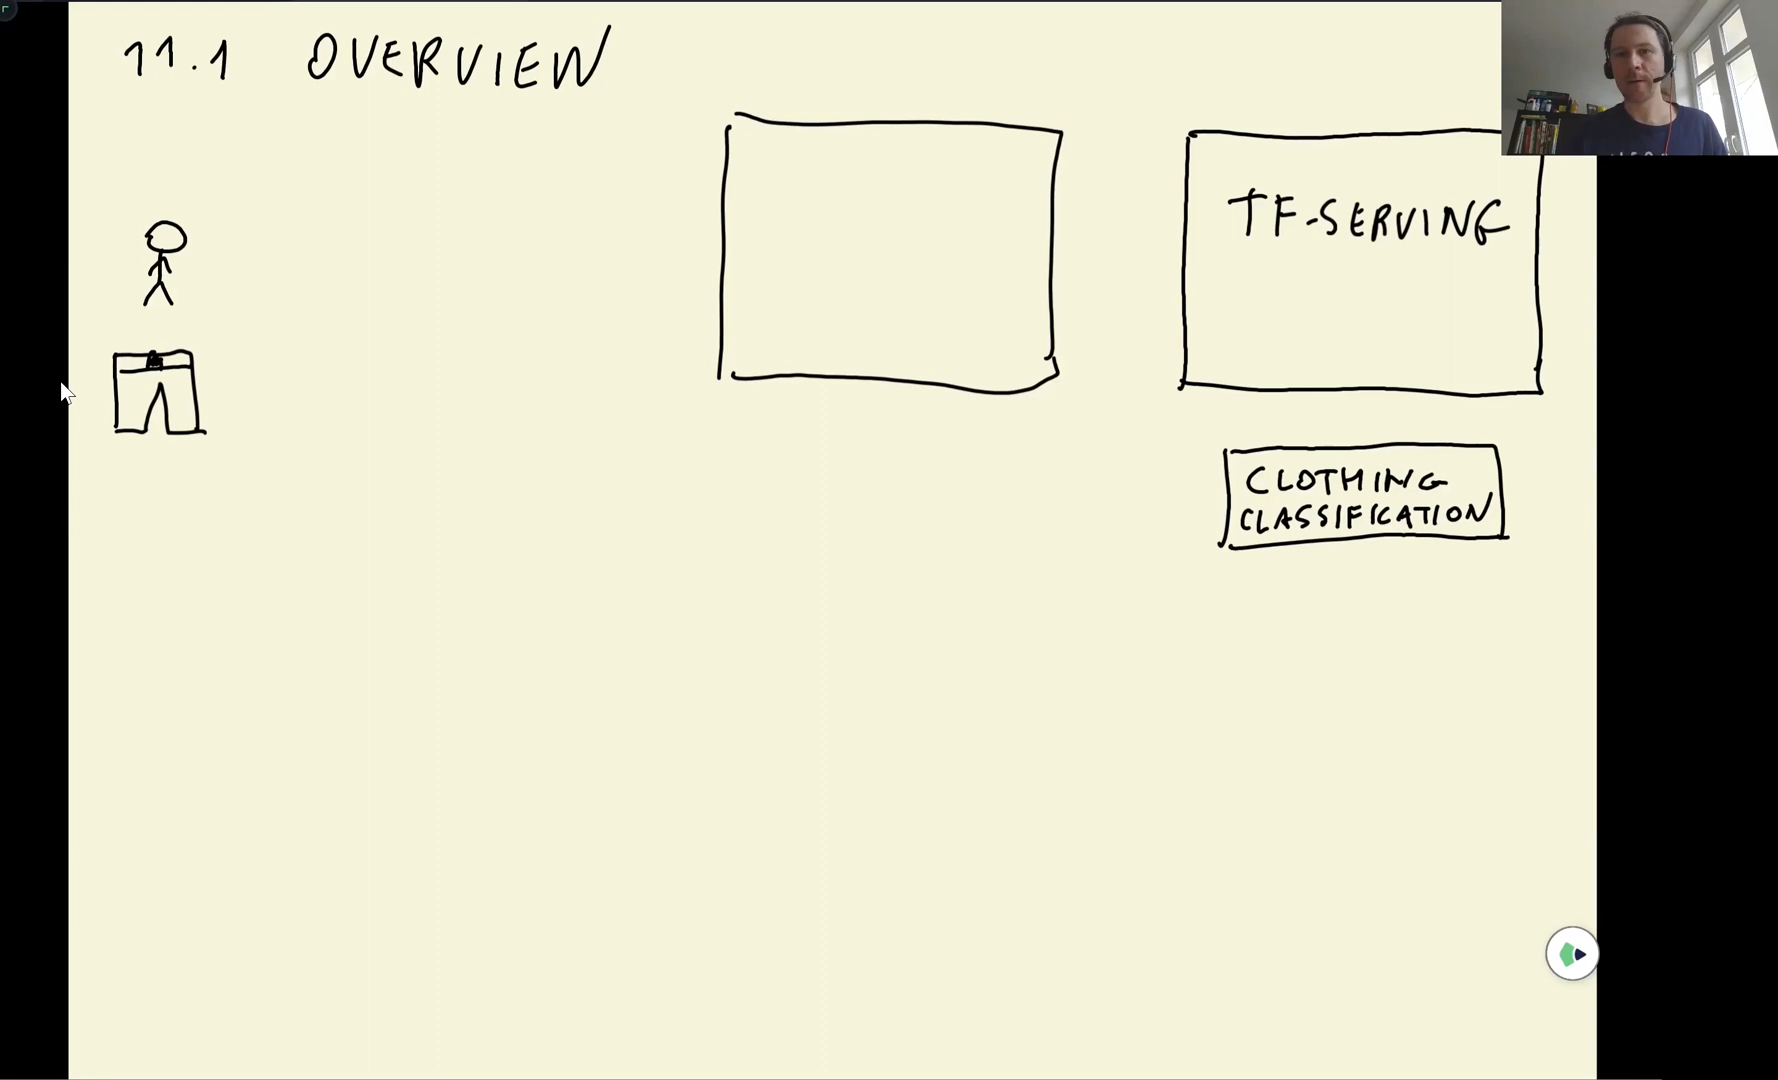 11.1 OVERVIEW
TF-SERVING
CLOTHING
CLASSIFICATION